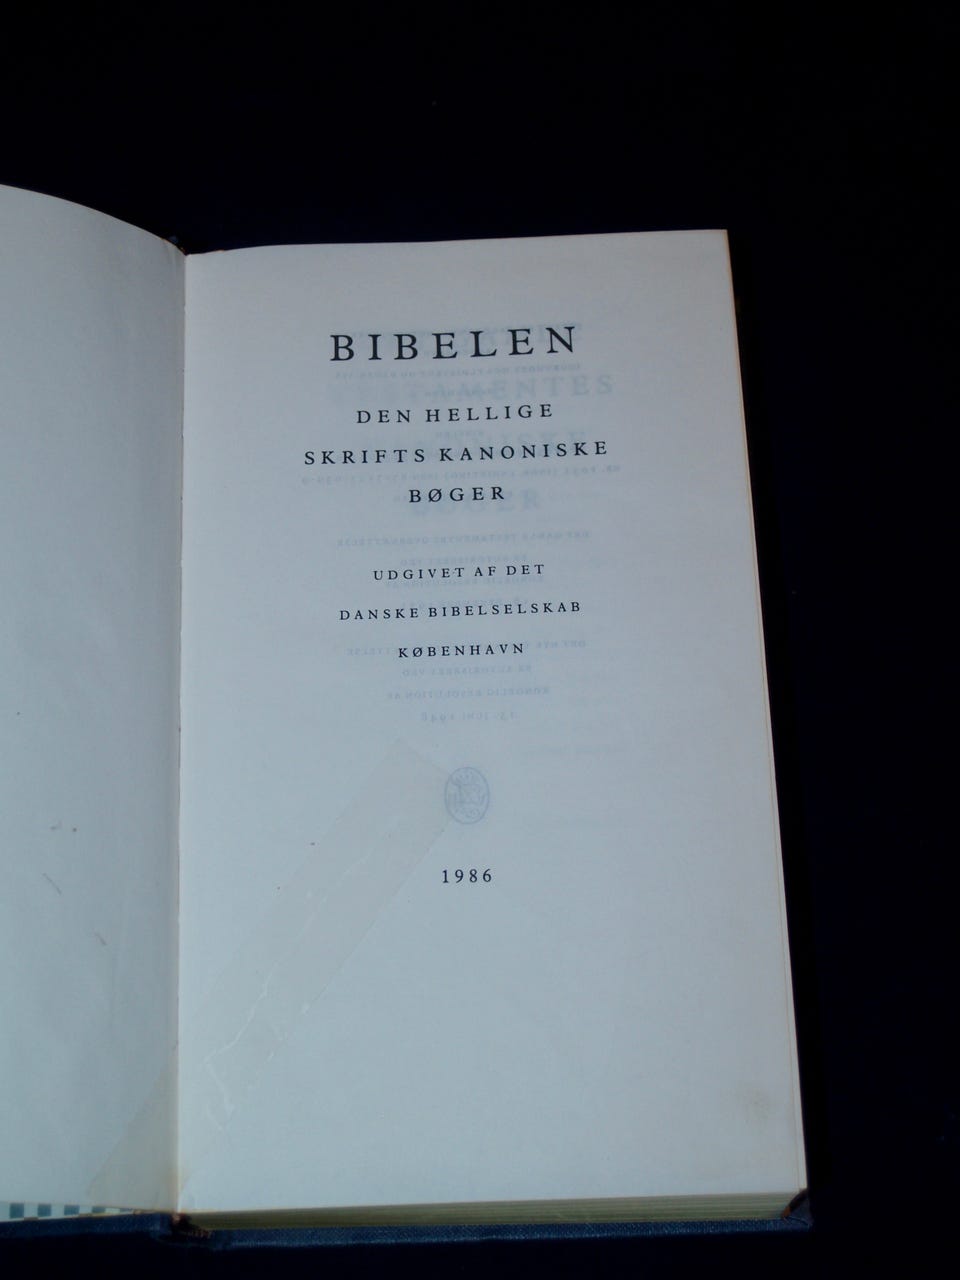 BIBELEN
DEN HELLIGE
SKRIFTS KANONISKE
BØGER
UDGIVET AF DET
DANSKE BIBELSELSKAB
KØBENHAVN
1986